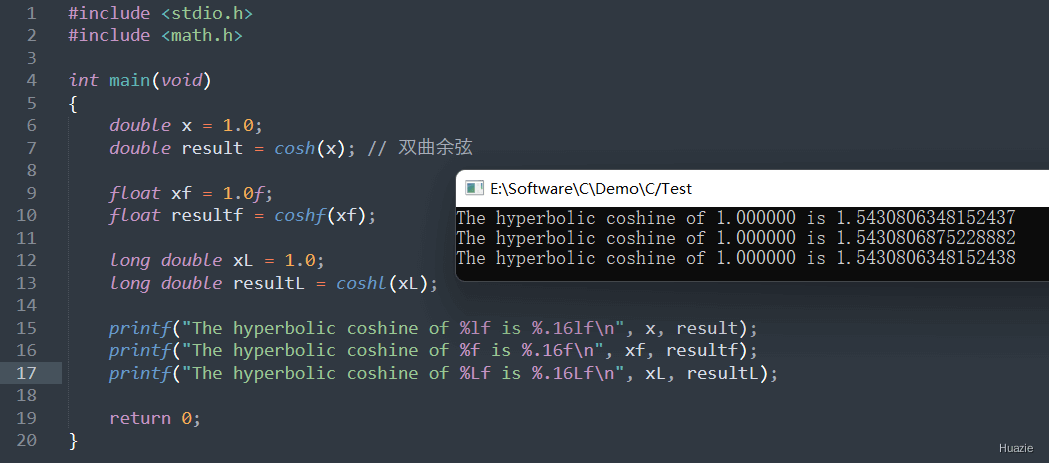 1 #include <stdio.h>
2 #include <math.h>
3
4 int main(void)
5 {
6     double x = 1.0;
7     double result = cosh(x); // 双曲余弦
8
9     float xf = 1.0f;
10     float resultf = coshf(xf);
11
12     long double xL = 1.0;
13     long double resultL = coshl(xL);
14
15     printf("The hyperbolic coshine of %lf is %.16lf\n", x, result);
16     printf("The hyperbolic coshine of %f is %.16f\n", xf, resultf);
17     printf("The hyperbolic coshine of %Lf is %.16Lf\n", xL, resultL);
18
19     return 0;
20 }
E:\Software\C\Demo\C/Test
The hyperbolic coshine of 1.000000 is 1.5430806348152437
The hyperbolic coshine of 1.000000 is 1.5430806875228882
The hyperbolic coshine of 1.000000 is 1.5430806348152438
Huazie